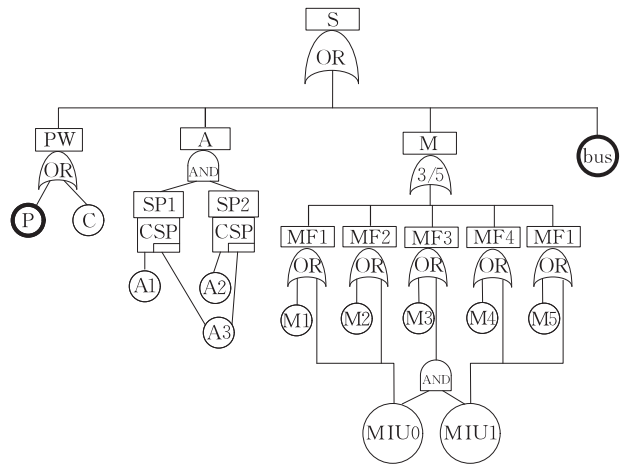 S
OR
PW
A
M
bus
OR
AND
3/5
P
C
SP1
SP2
CSP
CSP
MF1
MF2
MF3
MF4
MF1
OR
OR
OR
OR
OR
A1
A2
A3
M1
M2
M3
M4
M5
AND
MIU0
MIU1